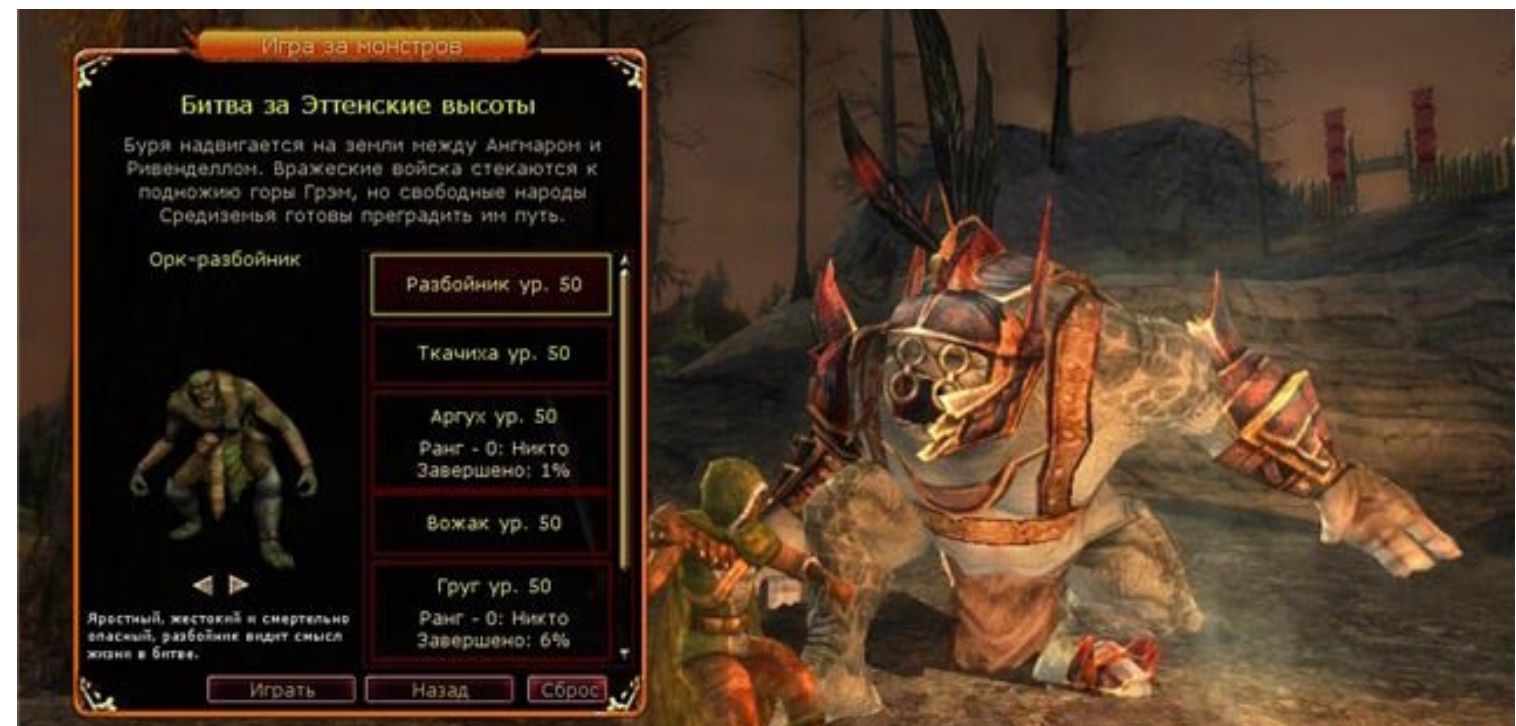 Игра за монстров
Битва за Эттенские высоты
Буря надвигается на земли между Ангмаром и
Ривенделлом. Вражеские войска стекаются к
подножию горы Грэм, но свободные народы
Средиземья готовы преградить им путь.
Орк-разбойник
Разбойник ур. 50
Ткачиха ур. 50
Аргух ур. 50
Ранг - 0: Никто
Завершено: 1%
Вожак ур. 50
Груг ур. 50
Ранг - 0: Никто
Завершено: 6%
Яростный, жестокий и смертельно
опасный, разбойник видит смысл
жизни в битве.
Играть
Назад
Сброс